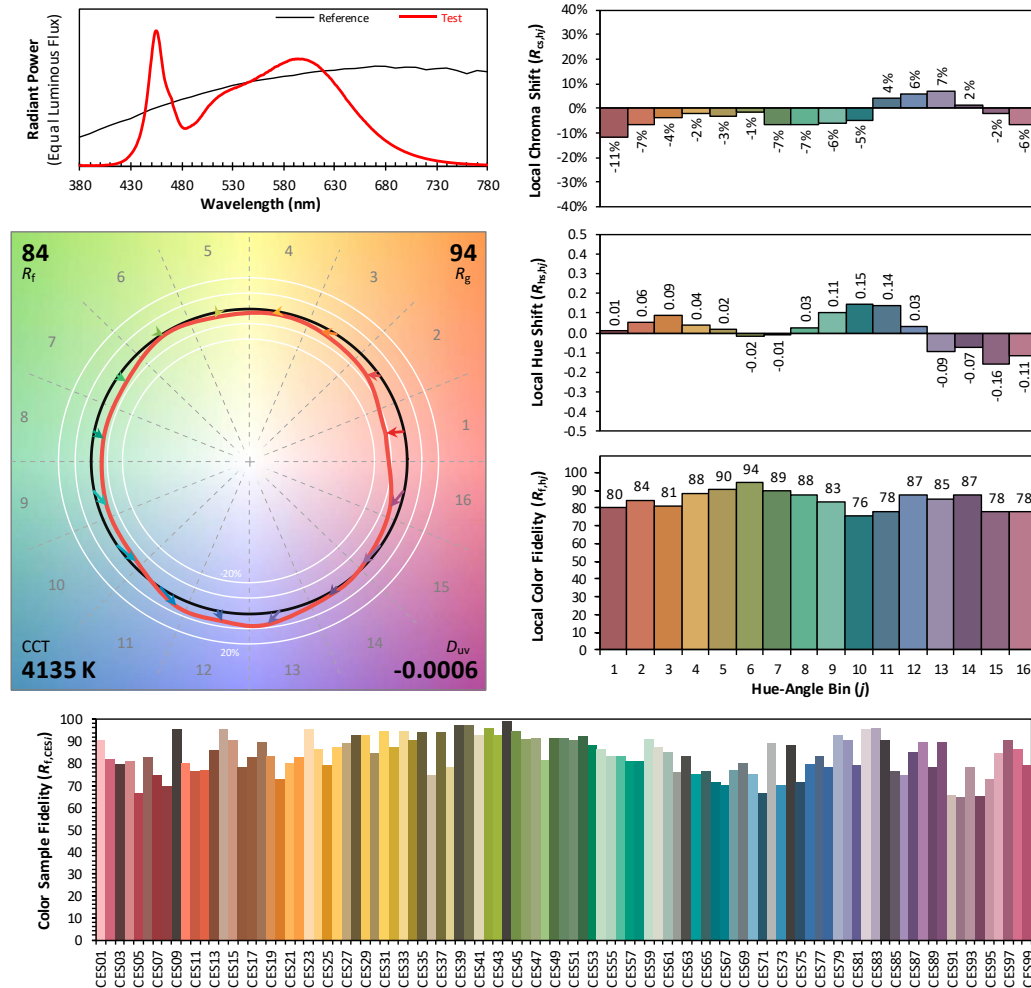 Reference
Test
Radiant Power
(Equal Luminous Flux)
380 430 480 530 580 630 680 730 780
Wavelength (nm)
Local Chroma Shift (Rcs,hj)
40%
30%
20%
10%
0%
-10%
-20%
-30%
-40%
-11% -7% -4% -2% -3% -1% -7% -7% -6% -5% 4% 6% 7% 2% -2% -6%
Local Hue Shift (Rhs,hj)
0.5
0.4
0.3
0.2
0.1
0.0
-0.1
-0.2
-0.3
-0.4
-0.5
0.01 0.06 0.09 0.04 0.02 -0.02 -0.01 0.03 0.11 0.15 0.14 0.03 -0.09 -0.07 -0.16 -0.11
84
Rf
94
Rg
5 4
6 3
7 2
8 1
9 16
10 15
11 14
12 13
-20%
20%
CCT
4135 K
Duv
-0.0006
Local Color Fidelity (Rf,hj)
100
90
80
70
60
50
40
30
20
10
0
80 84 81 88 90 94 89 88 83 76 78 87 85 87 78 78
1 2 3 4 5 6 7 8 9 10 11 12 13 14 15 16
Hue-Angle Bin (j)
Color Sample Fidelity (Rf,CESi)
100
90
80
70
60
50
40
30
20
10
0
CES01 CES03 CES05 CES07 CES09 CES11 CES13 CES15 CES17 CES19 CES21 CES23 CES25 CES27 CES29 CES31 CES33 CES35 CES37 CES39 CES41 CES43 CES45 CES47 CES49 CES51 CES53 CES55 CES57 CES59 CES61 CES63 CES65 CES67 CES69 CES71 CES73 CES75 CES77 CES79 CES81 CES83 CES85 CES87 CES89 CES91 CES93 CES95 CES97 CES99